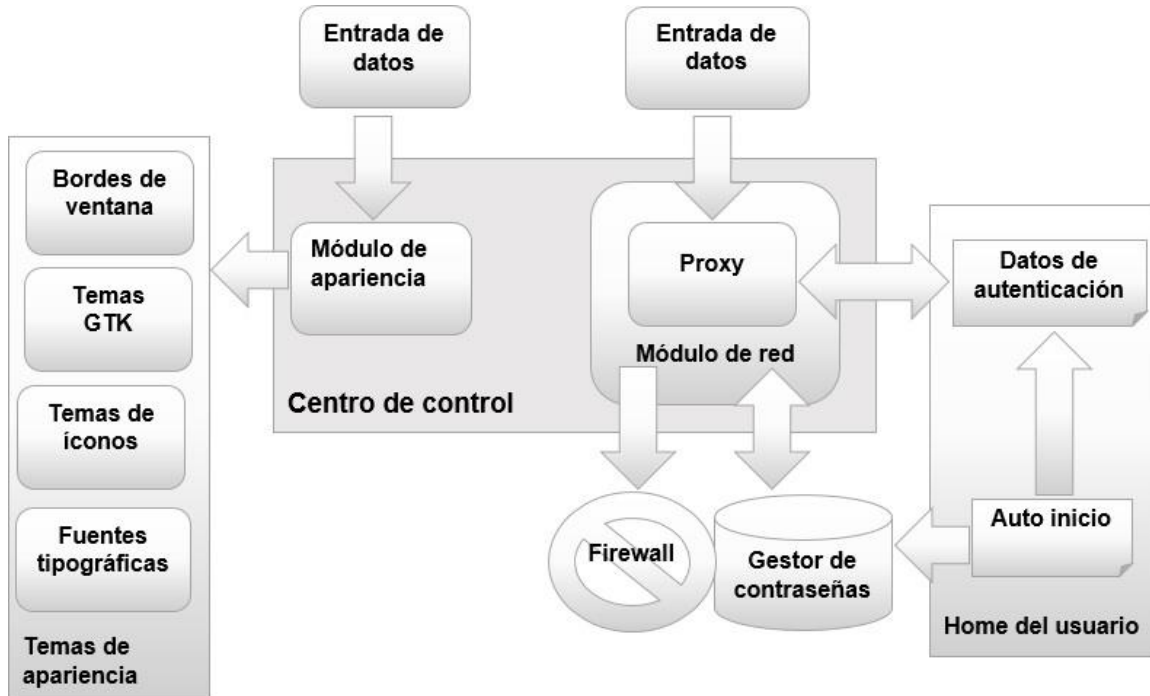 Entrada de
datos
Entrada de
datos
Bordes de
ventana
Temas
GTK
Temas de
íconos
Fuentes
tipográficas
Temas de
apariencia
Módulo de
apariencia
Centro de control
Proxy
Módulo de red
Firewall
Gestor de
contraseñas
Datos de
autenticación
Auto inicio
Home del usuario